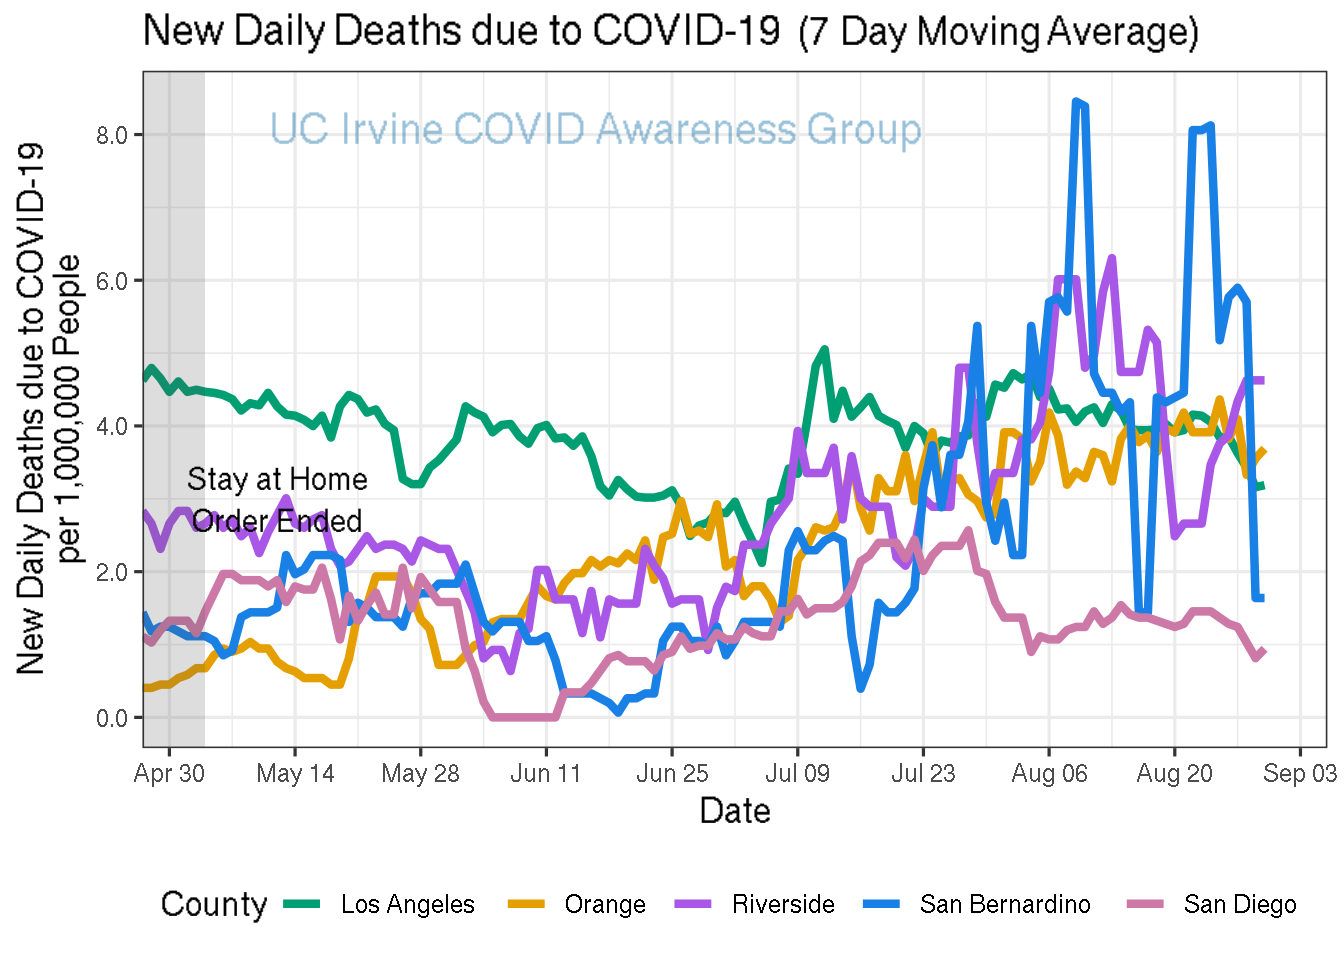 New Daily Deaths due to COVID-19 (7 Day Moving Average)
UC Irvine COVID Awareness Group
New Daily Deaths due to COVID-19
per 1,000,000 People
8.0
6.0
4.0
2.0
0.0
Stay at Home
Order Ended
Apr 30 May 14 May 28 Jun 11 Jun 25 Jul 09 Jul 23 Aug 06 Aug 20 Sep 03
Date
County Los Angeles Orange Riverside San Bernardino San Diego